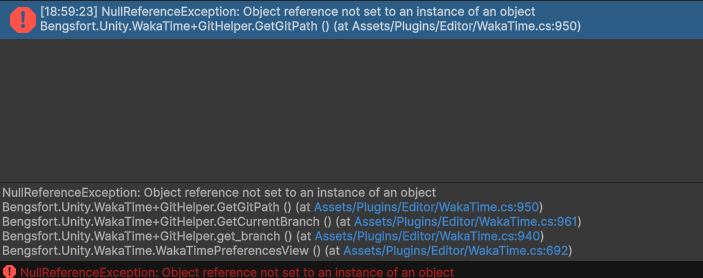 [18:59:23] NullReferenceException: Object reference not set to an instance of an object
Bengsfort.Unity.WakaTime+GitHelper.GetGitPath () (at Assets/Plugins/Editor/WakaTime.cs:950)
NullReferenceException: Object reference not set to an instance of an object
Bengsfort.Unity.WakaTime+GitHelper.GetGitPath () (at Assets/Plugins/Editor/WakaTime.cs:950)
Bengsfort.Unity.WakaTime+GitHelper.GetCurrentBranch () (at Assets/Plugins/Editor/WakaTime.cs:961)
Bengsfort.Unity.WakaTime+GitHelper.get_branch () (at Assets/Plugins/Editor/WakaTime.cs:940)
Bengsfort.Unity.WakaTime.WakaTimePreferencesView () (at Assets/Plugins/Editor/WakaTime.cs:692)
NullReferenceException: Object reference not set to an instance of an object